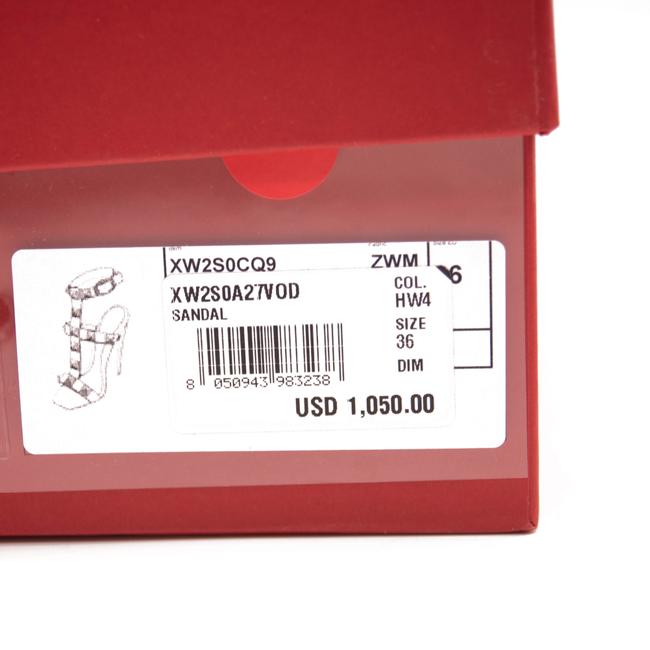 XW2S0CQ9 ZWM
6
XW2S0A27VOD
SANDAL
COL.
HW4
SIZE
36
DIM
8 050943 983238
USD 1,050.00